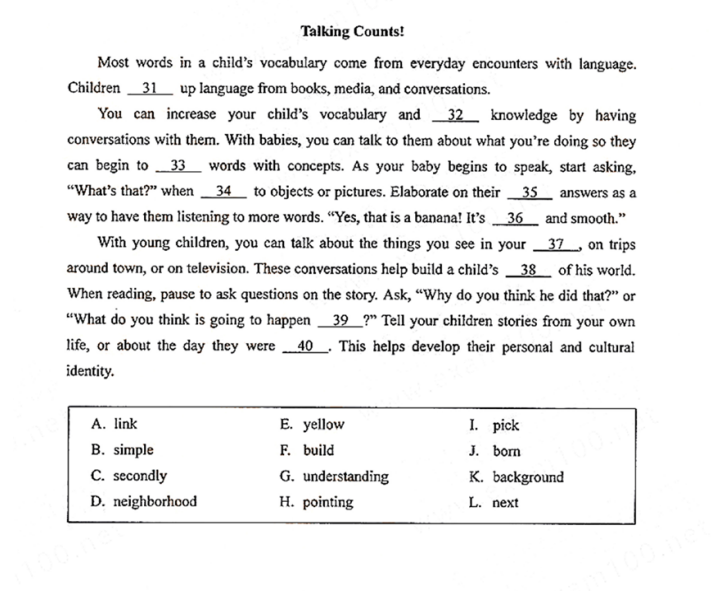 Talking Counts!
Most words in a child's vocabulary come from everyday encounters with language.
Children __31__ up language from books, media, and conversations.
You can increase your child's vocabulary and __32__ knowledge by having
conversations with them. With babies, you can talk to them about what you're doing so they
can begin to __33__ words with concepts. As your baby begins to speak, start asking,
"What's that?" when __34__ to objects or pictures. Elaborate on their __35__ answers as a
way to have them listening to more words. "Yes, that is a banana! It's __36__ and smooth."
With young children, you can talk about the things you see in your __37__, on trips
around town, or on television. These conversations help build a child's __38__ of his world.
When reading, pause to ask questions on the story. Ask, "Why do you think he did that?" or
"What do you think is going to happen __39__?" Tell your children stories from your own
life, or about the day they were __40__. This helps develop their personal and cultural
identity.
A. link E. yellow I. pick
B. simple F. build J. born
C. secondly G. understanding K. background
D. neighborhood H. pointing L. next